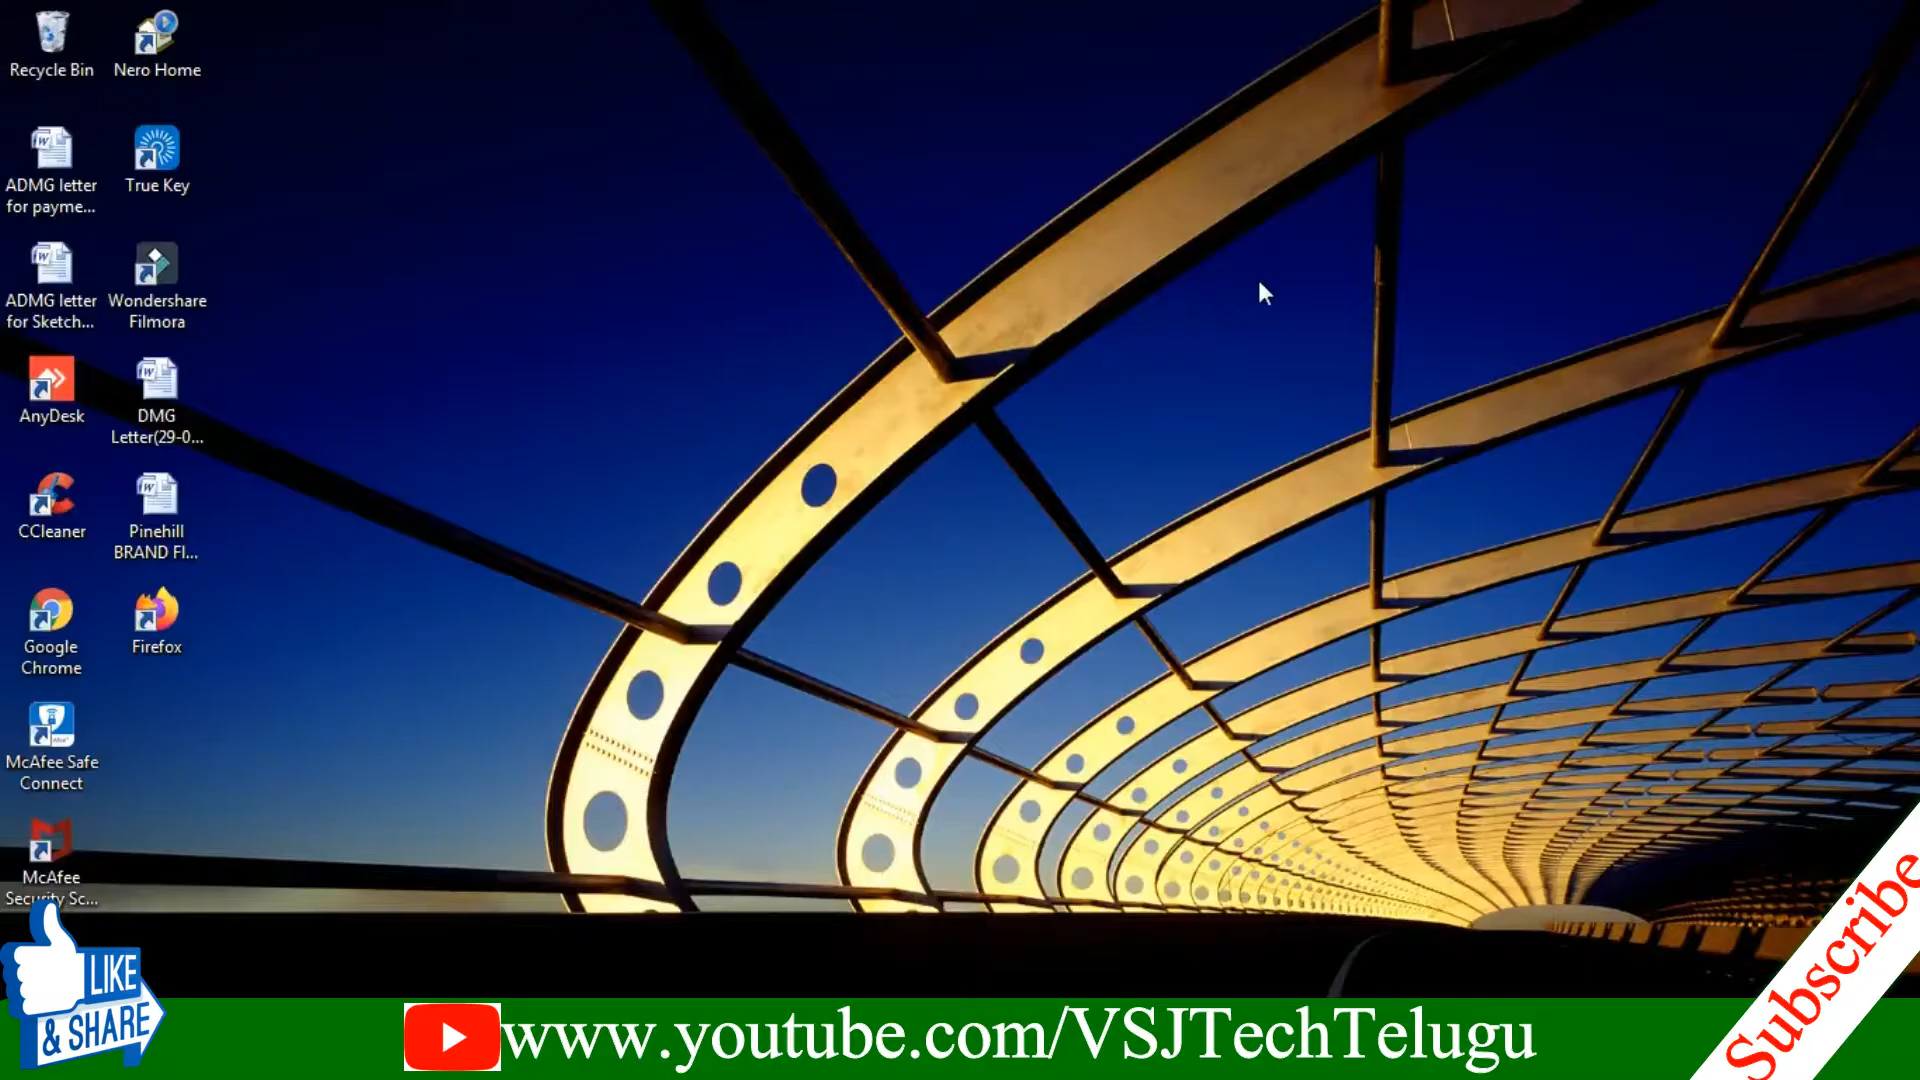 Recycle Bin
Nero Home
ADMG letter
for payme...
True Key
ADMG letter
for Sketch...
Wondershare
Filmora
AnyDesk
DMG
Letter(29-0...
CCleaner
Pinehill
BRAND FI...
Google
Chrome
Firefox
McAfee Safe
Connect
McAfee
Security Sc...
LIKE
& SHARE
www.youtube.com/VSJTechTelugu
Subscribe